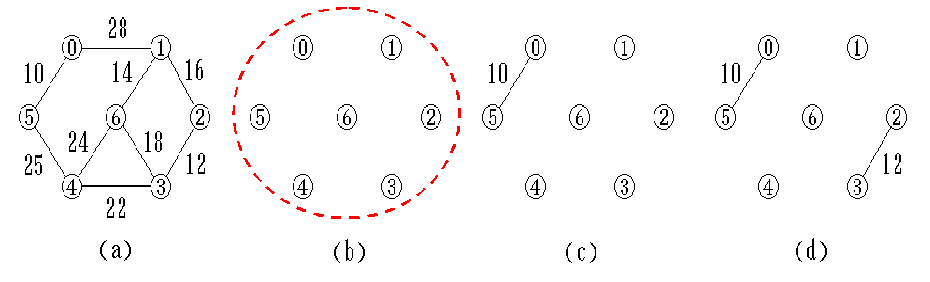 28
⓪ ① ⓪ ① ⓪ ① ⓪ ①
10 14 16 10 10
⑤ ⑥ ② ⑤ ⑥ ② ⑤ ⑥ ② ⑤ ⑥ ②
25 24 18 12 12
④ ③ ④ ③ ④ ③ ④ ③
22
(a) (b) (c) (d)